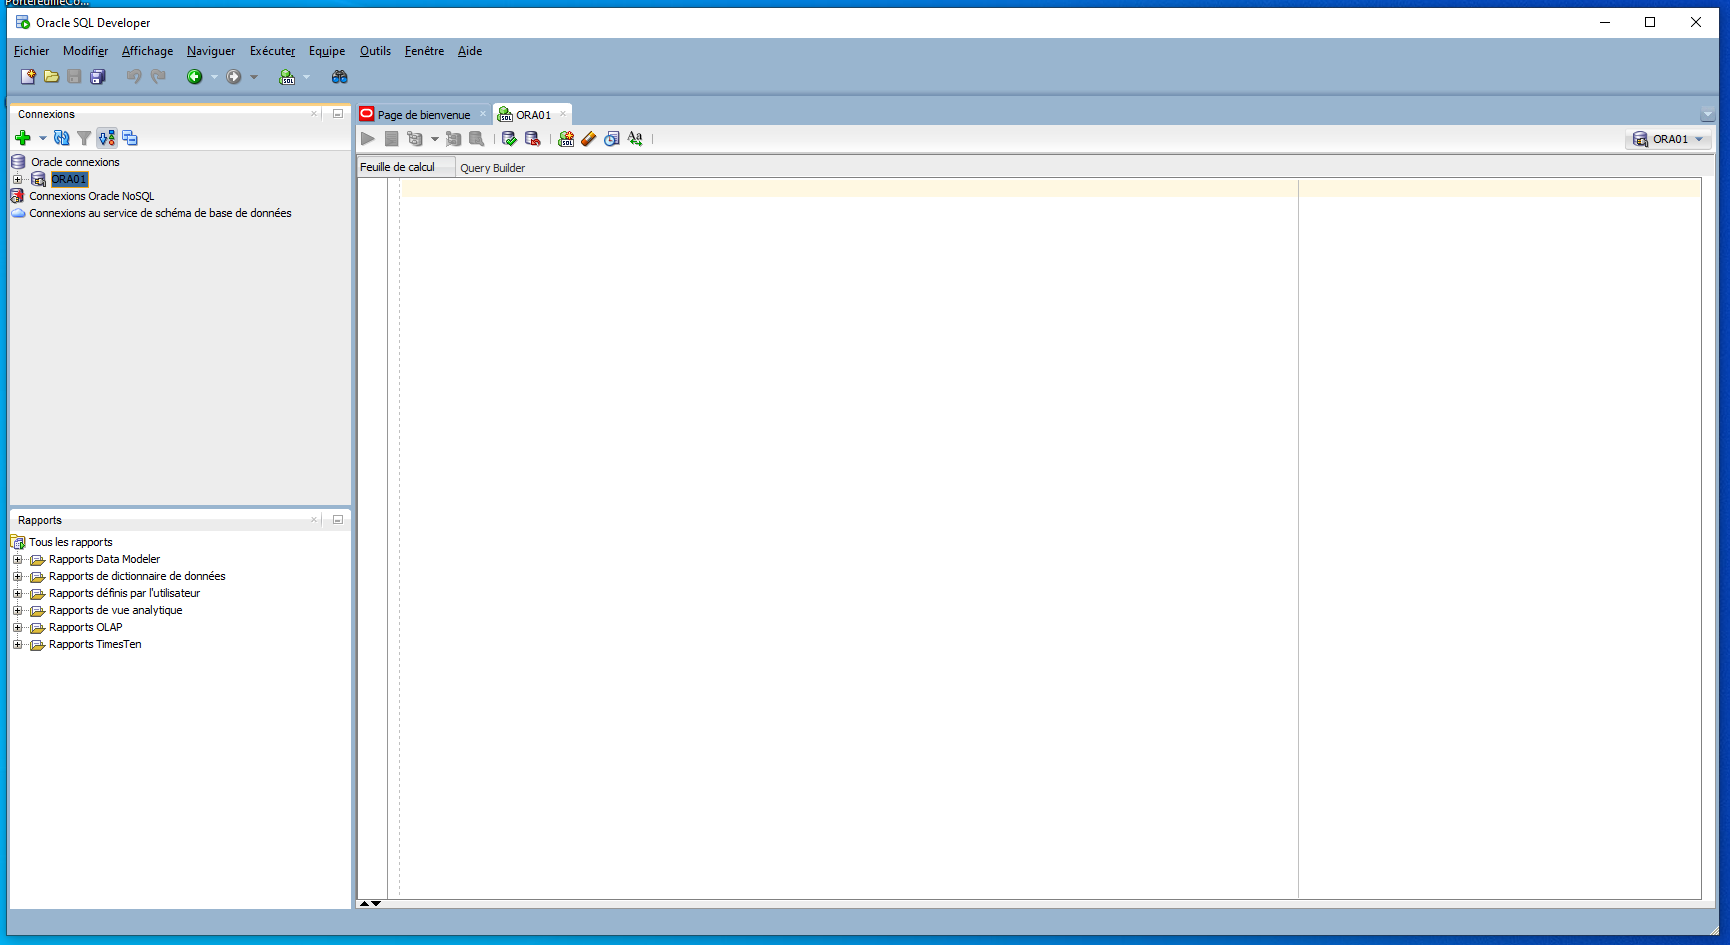 PortefeuilleCo...
Oracle SQL Developer
Fichier Modifier Affichage Naviguer Exécuter Equipe Outils Fenêtre Aide
Connexions
Oracle connexions
ORA01
Connexions Oracle NoSQL
Connexions au service de schéma de base de données
Rapports
Tous les rapports
Rapports Data Modeler
Rapports de dictionnaire de données
Rapports définis par l'utilisateur
Rapports de vue analytique
Rapports OLAP
Rapports TimesTen
Page de bienvenue ORA01
ORA01
Feuille de calcul Query Builder